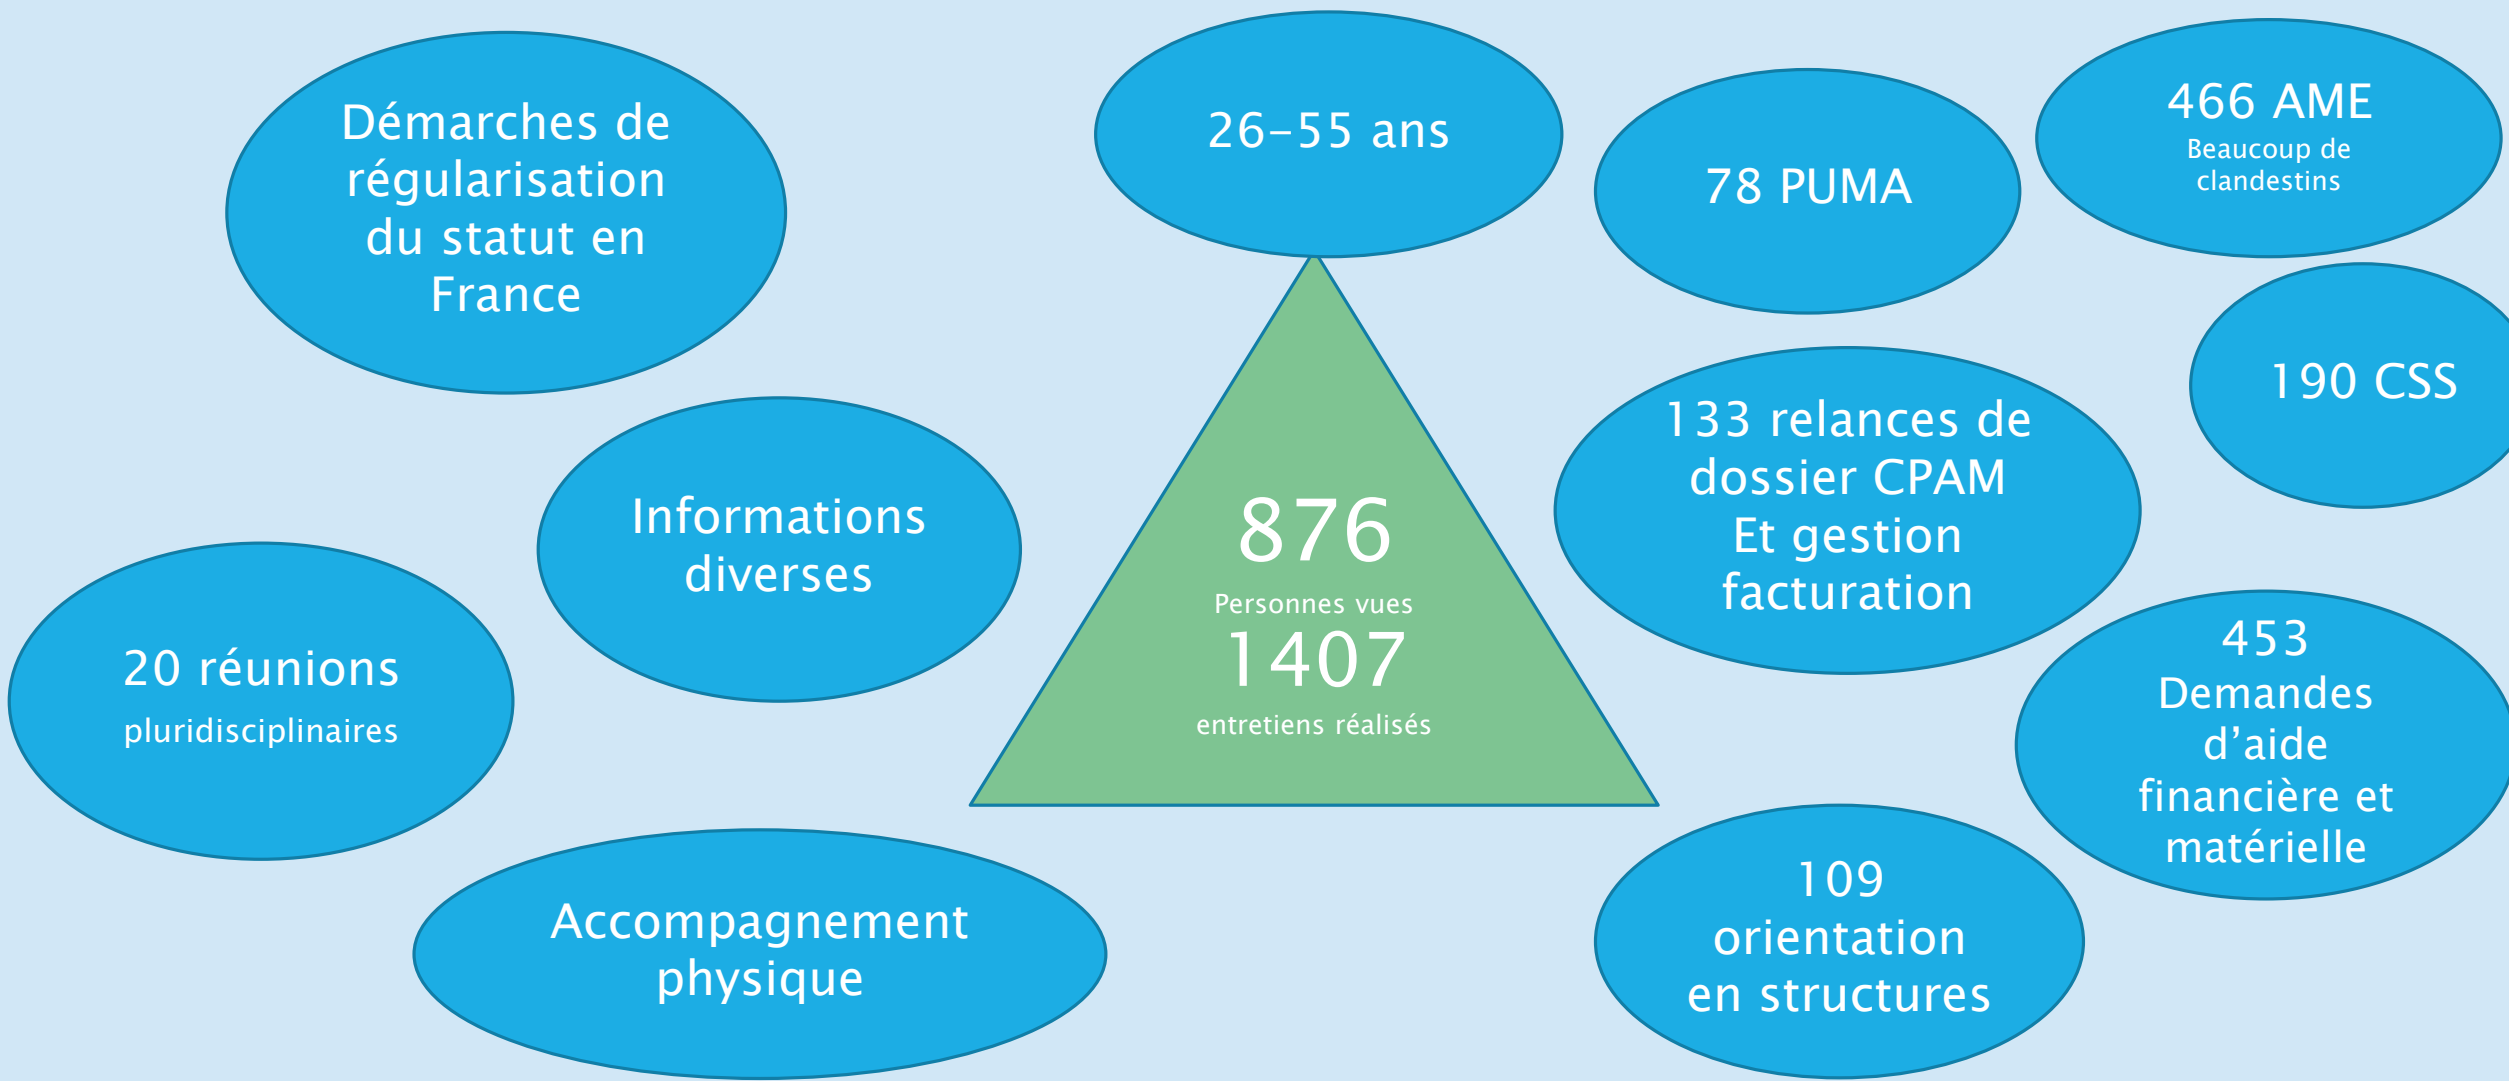 Démarches de
régularisation
du statut en
France
26–55 ans
78 PUMA
466 AME
Beaucoup de
clandestins
190 CSS
Informations
diverses
133 relances de
dossier CPAM
Et gestion
facturation
876
Personnes vues
1407
entretiens réalisés
20 réunions
pluridisciplinaires
453
Demandes
d’aide
financière et
matérielle
Accompagnement
physique
109
orientation
en structures